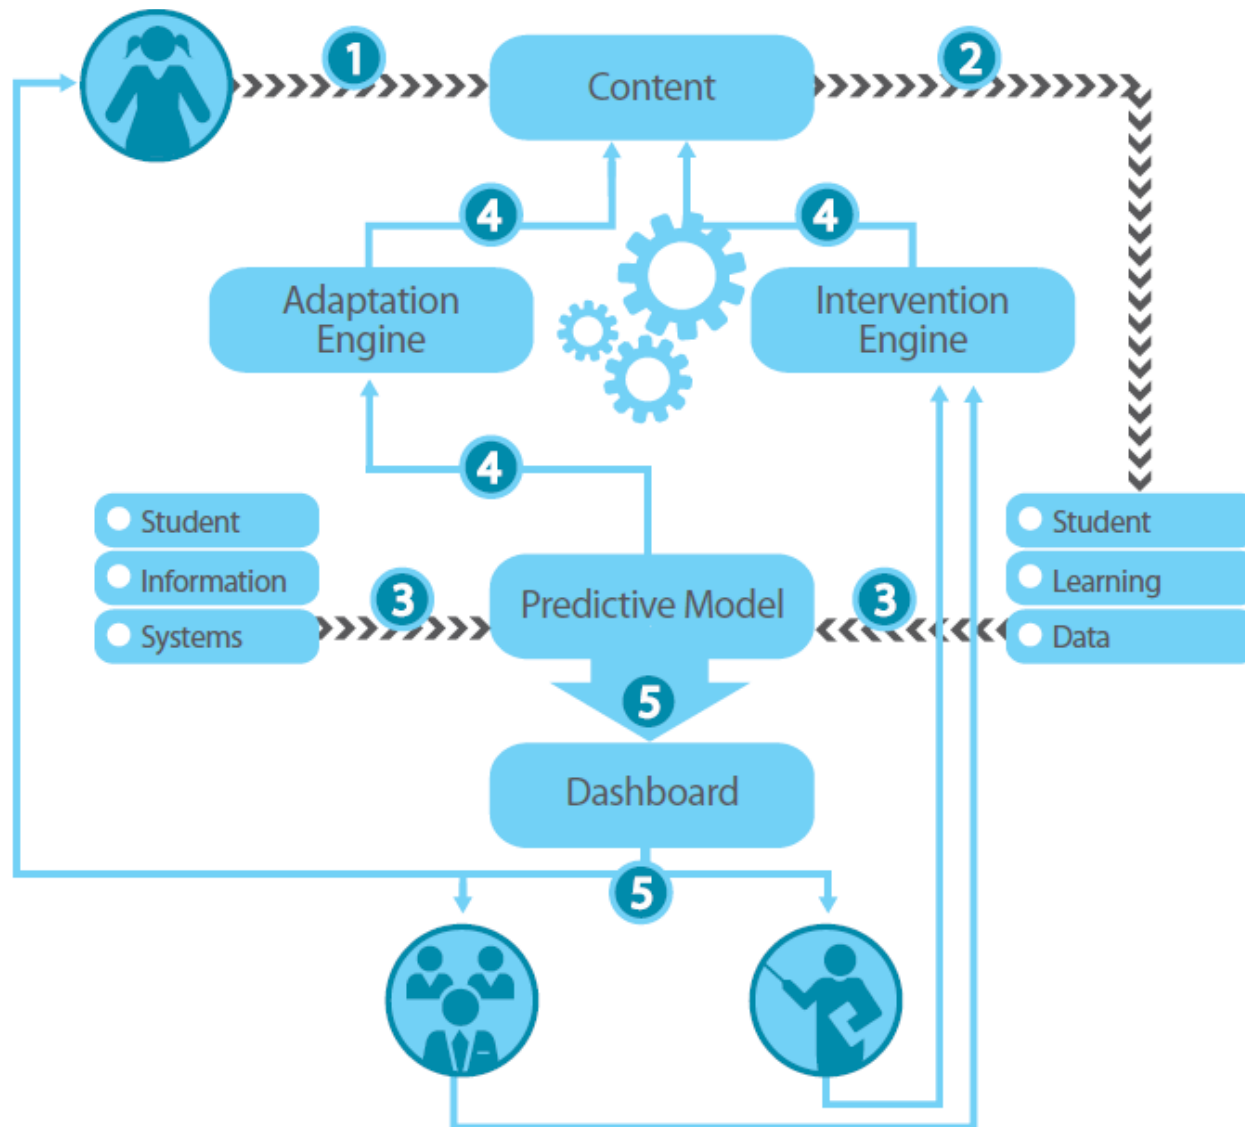 1
Content
2
4
4
Adaptation
Engine
Intervention
Engine
4
Student
Information
Systems
3
Predictive Model
3
Student
Learning
Data
5
Dashboard
5